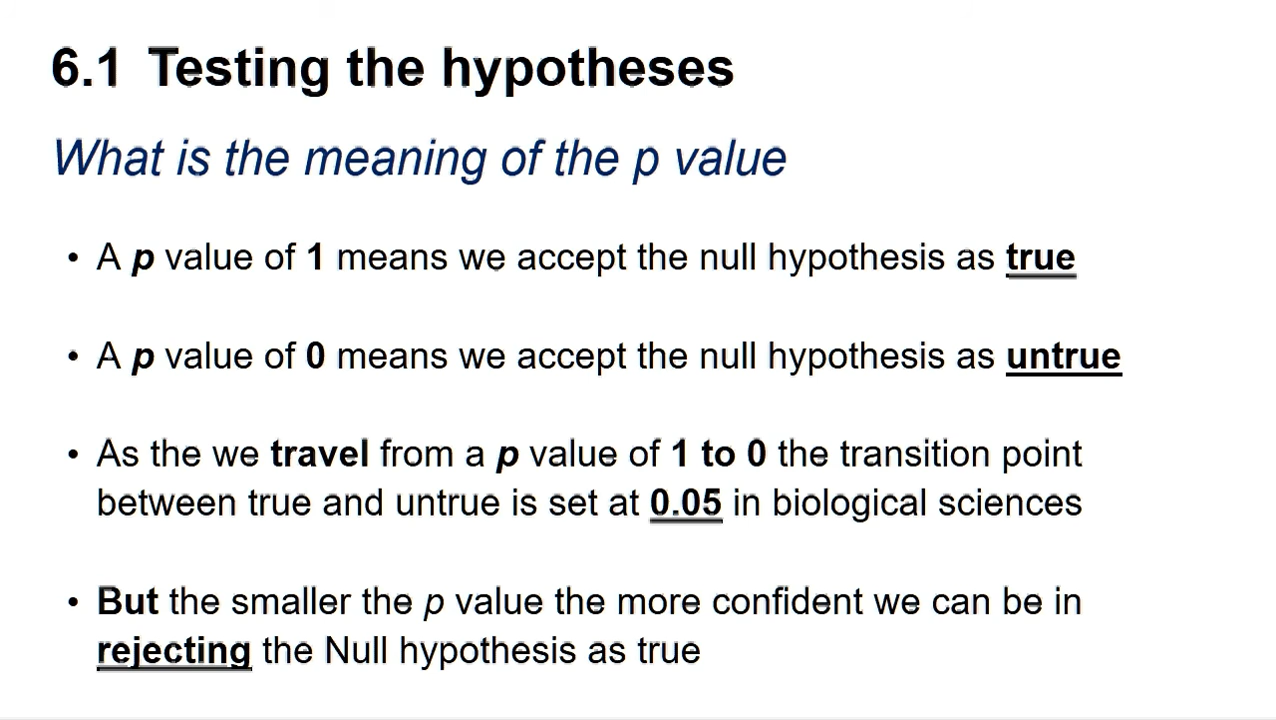 6.1 Testing the hypotheses
What is the meaning of the p value
• A p value of 1 means we accept the null hypothesis as true
• A p value of 0 means we accept the null hypothesis as untrue
• As the we travel from a p value of 1 to 0 the transition point
between true and untrue is set at 0.05 in biological sciences
• But the smaller the p value the more confident we can be in
rejecting the Null hypothesis as true